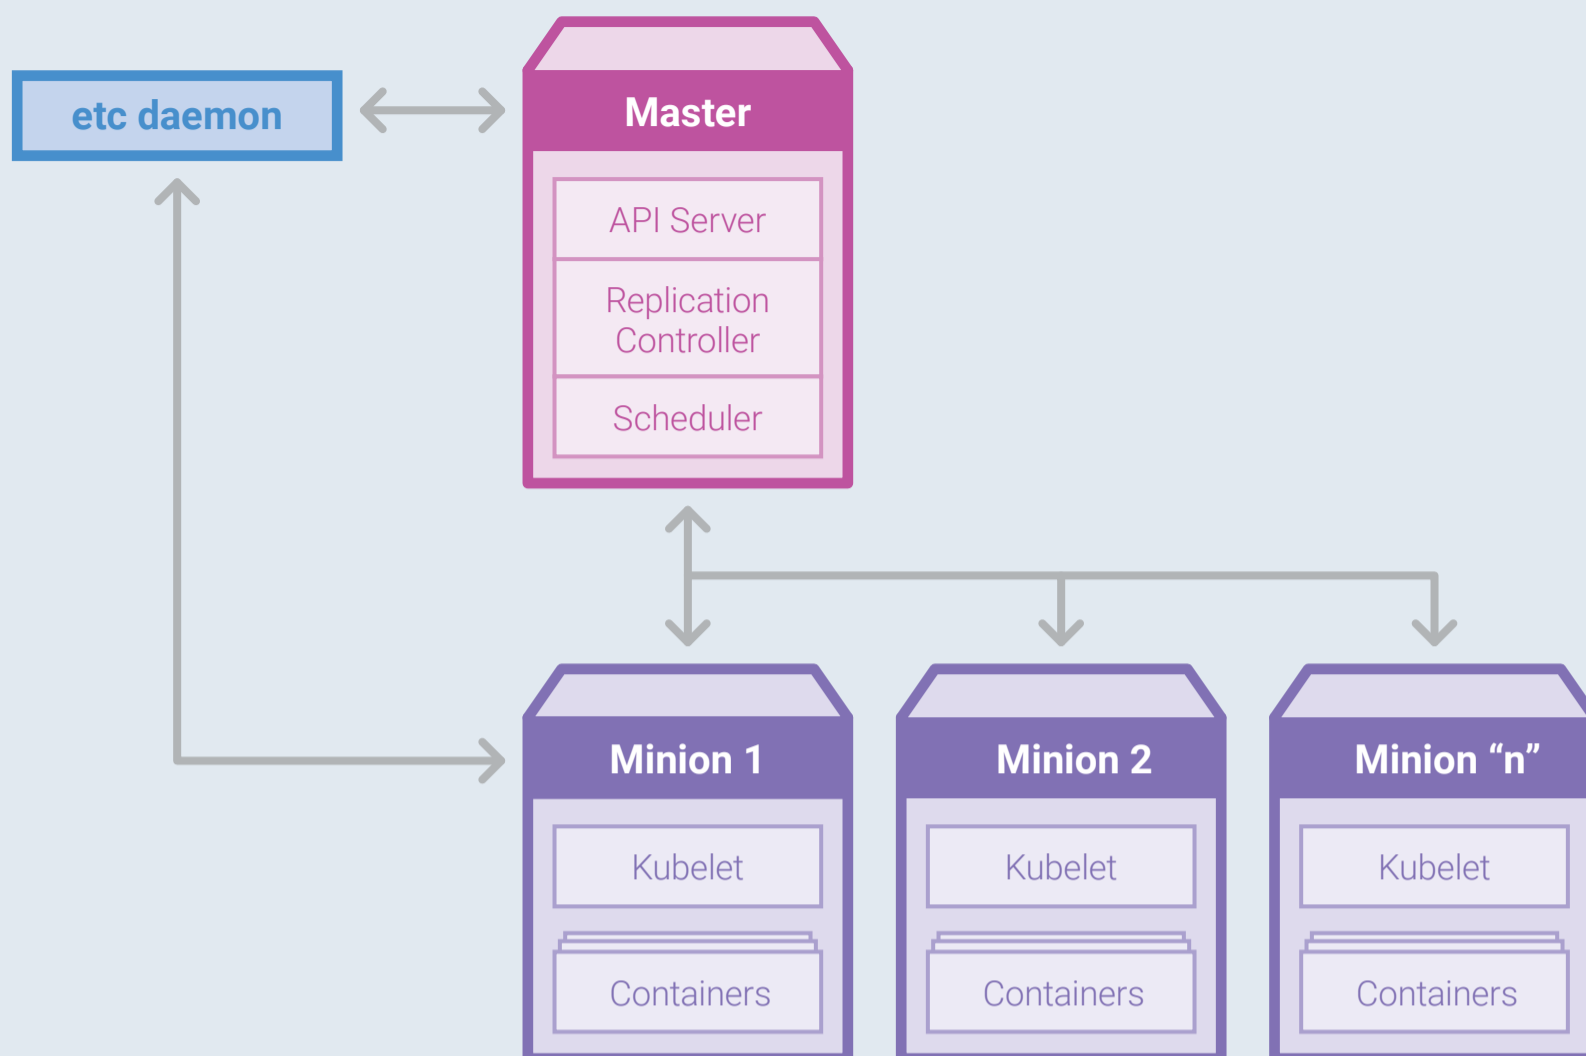 etc daemon
Master
API Server
Replication
Controller
Scheduler
Minion 1
Kubelet
Containers
Minion 2
Kubelet
Containers
Minion “n”
Kubelet
Containers